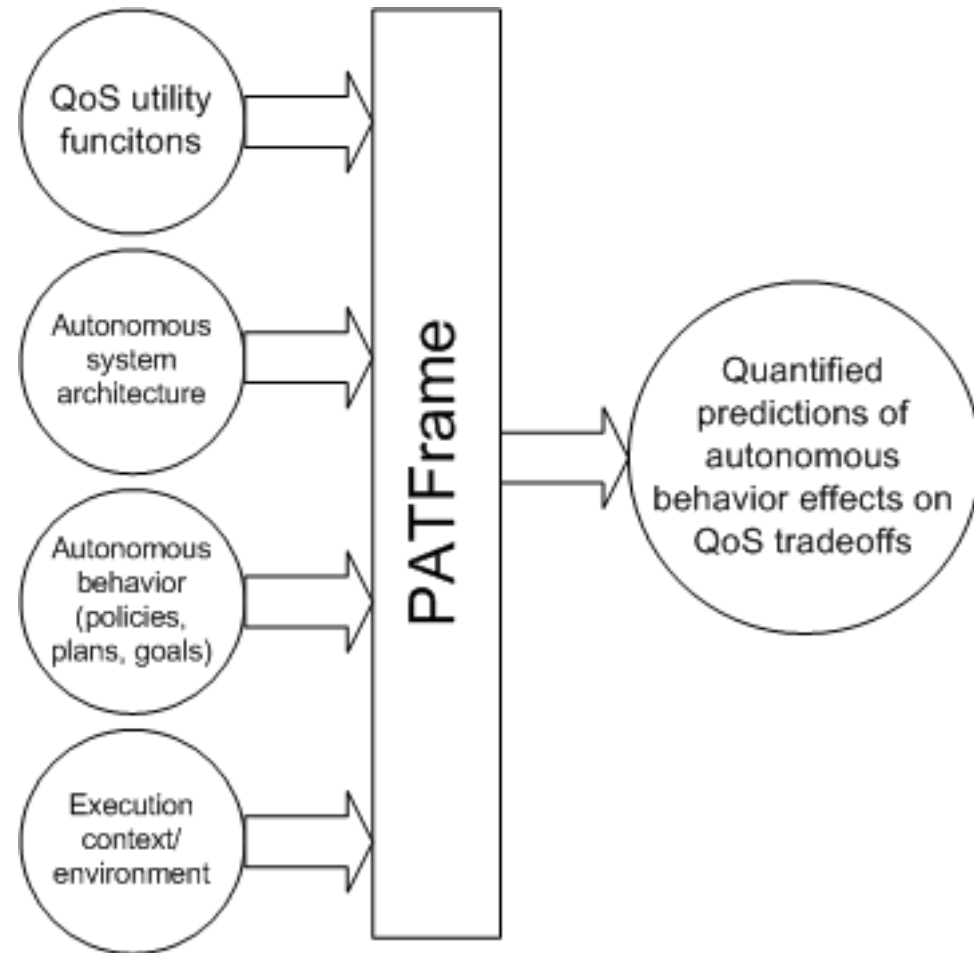 QoS utility
funcitons
Autonomous
system
architecture
Autonomous
behavior
(policies,
plans, goals)
Execution
context/
environment
PATFrame
Quantified
predictions of
autonomous
behavior effects on
QoS tradeoffs